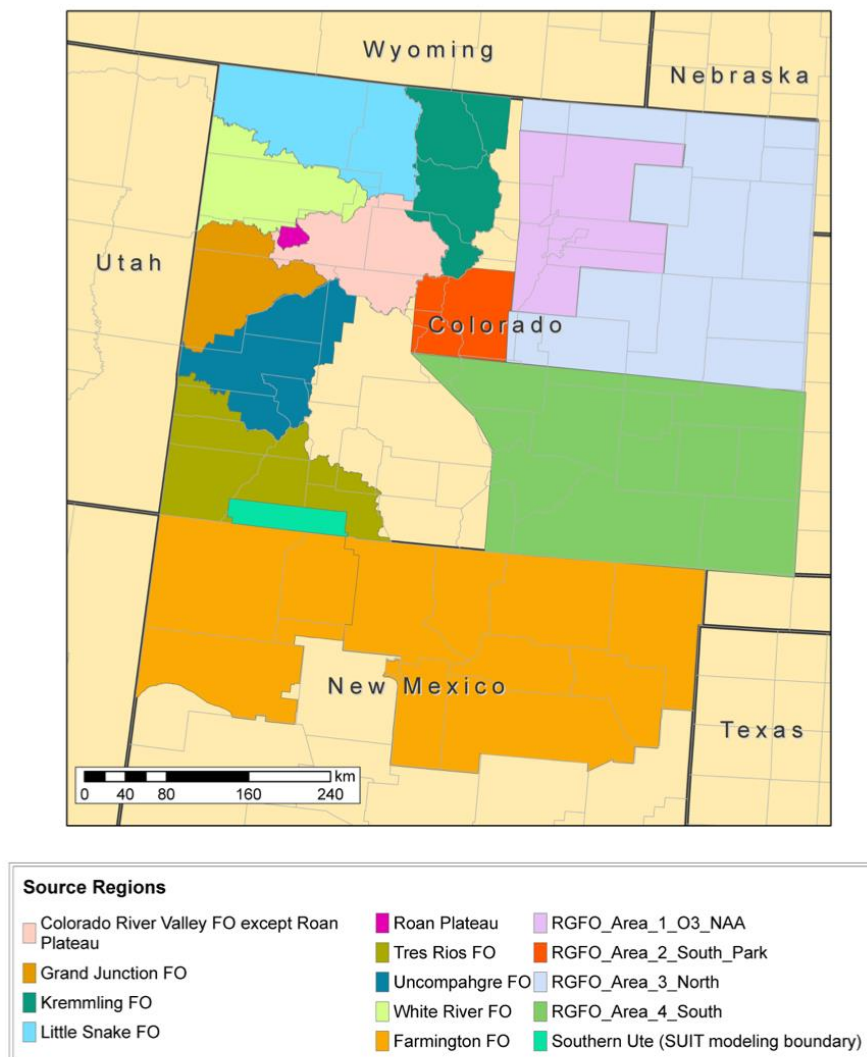 Wyoming
Nebraska
Utah
Colorado
New Mexico
Texas
km
0 40 80 160 240
Source Regions
Colorado River Valley FO except Roan
Plateau
Grand Junction FO
Kremmling FO
Little Snake FO
Roan Plateau
Tres Rios FO
Uncompahgre FO
White River FO
Farmington FO
RGFO_Area_1_O3_NAA
RGFO_Area_2_South_Park
RGFO_Area_3_North
RGFO_Area_4_South
Southern Ute (SUIT modeling boundary)